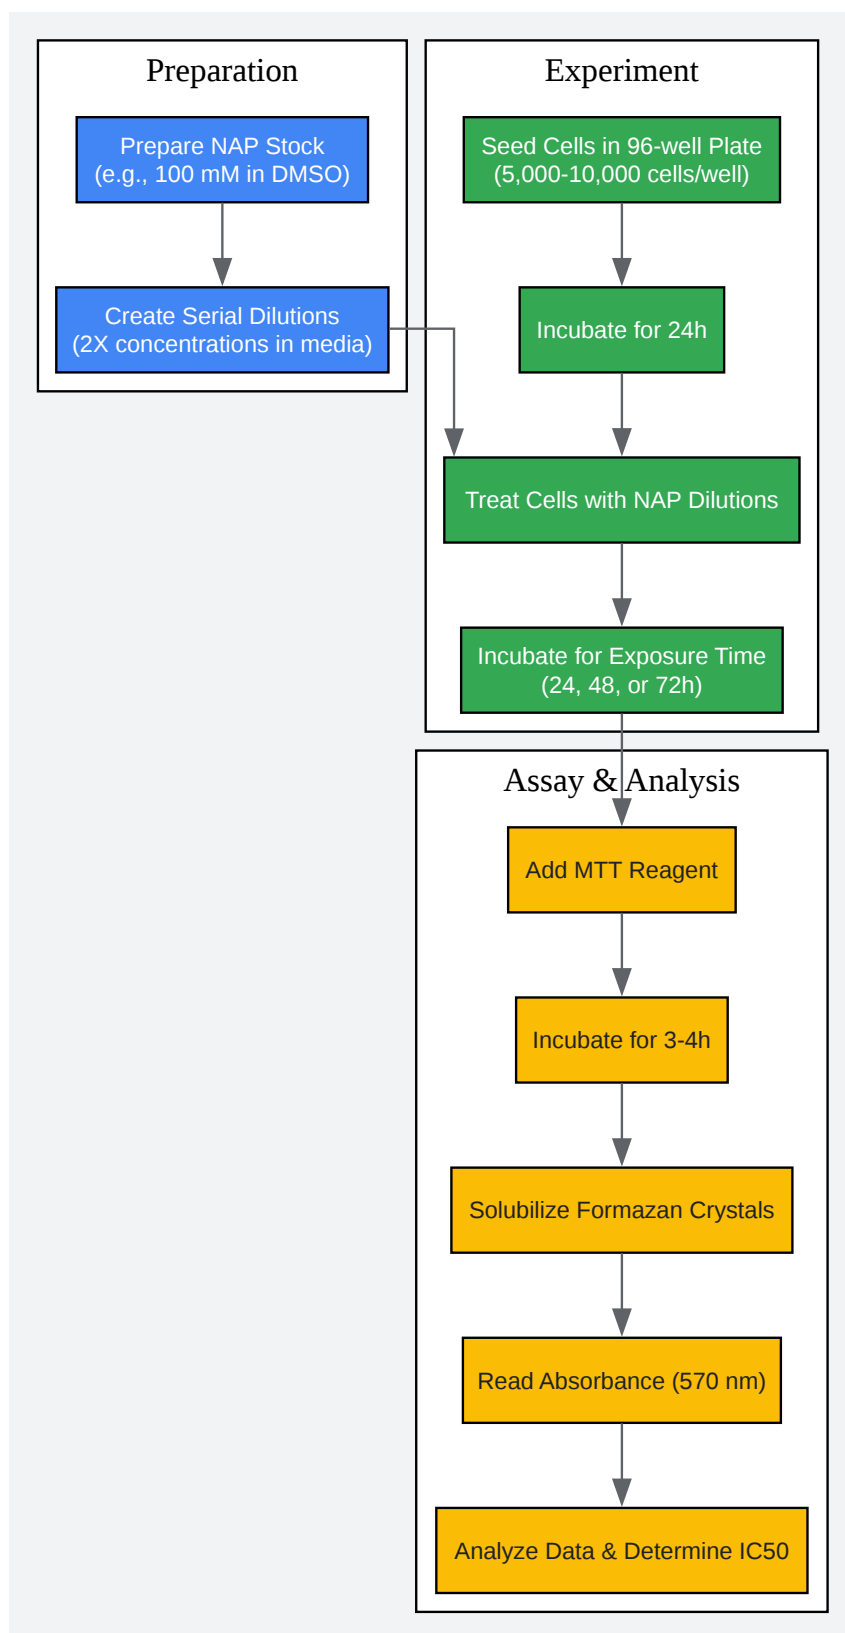 Preparation
Prepare NAP Stock
(e.g., 100 mM in DMSO)
Create Serial Dilutions
(2X concentrations in media)
Experiment
Seed Cells in 96-well Plate
(5,000-10,000 cells/well)
Incubate for 24h
Treat Cells with NAP Dilutions
Incubate for Exposure Time
(24, 48, or 72h)
Assay & Analysis
Add MTT Reagent
Incubate for 3-4h
Solubilize Formazan Crystals
Read Absorbance (570 nm)
Analyze Data & Determine IC50